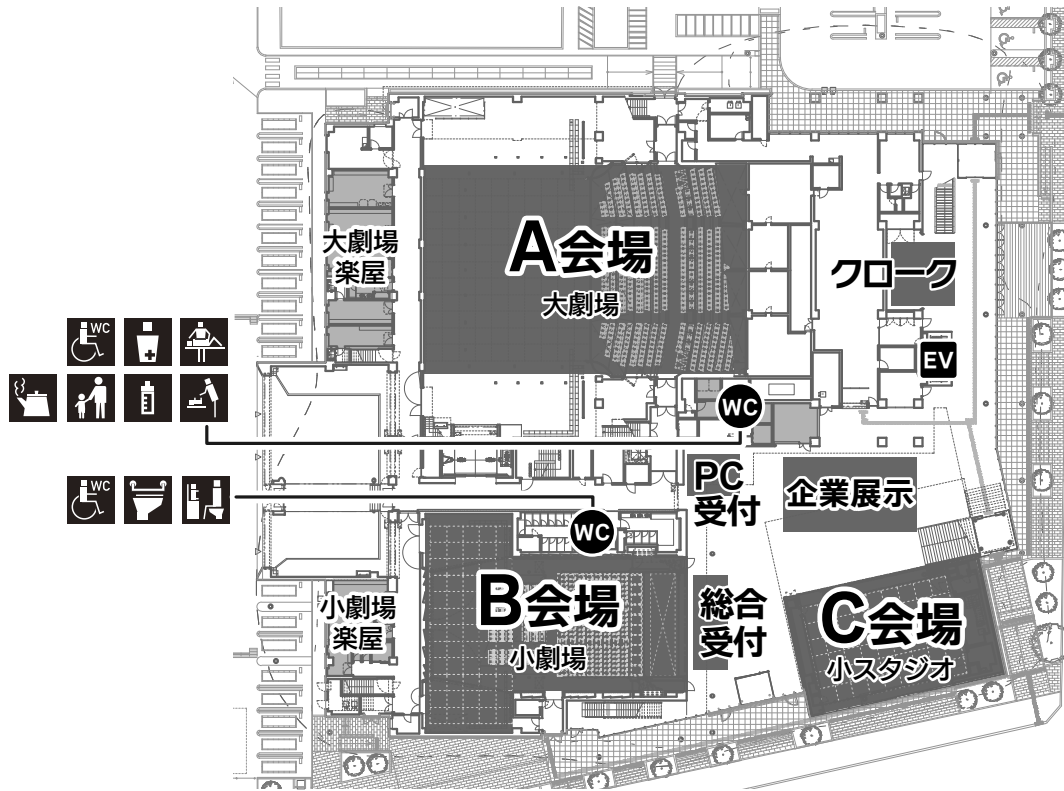 A会場
大劇場
大劇場
楽屋
クローク
EV
WC
WC
PC
受付
企業展示
WC
WC
B会場
小劇場
小劇場
楽屋
総合
受付
C会場
小スタジオ